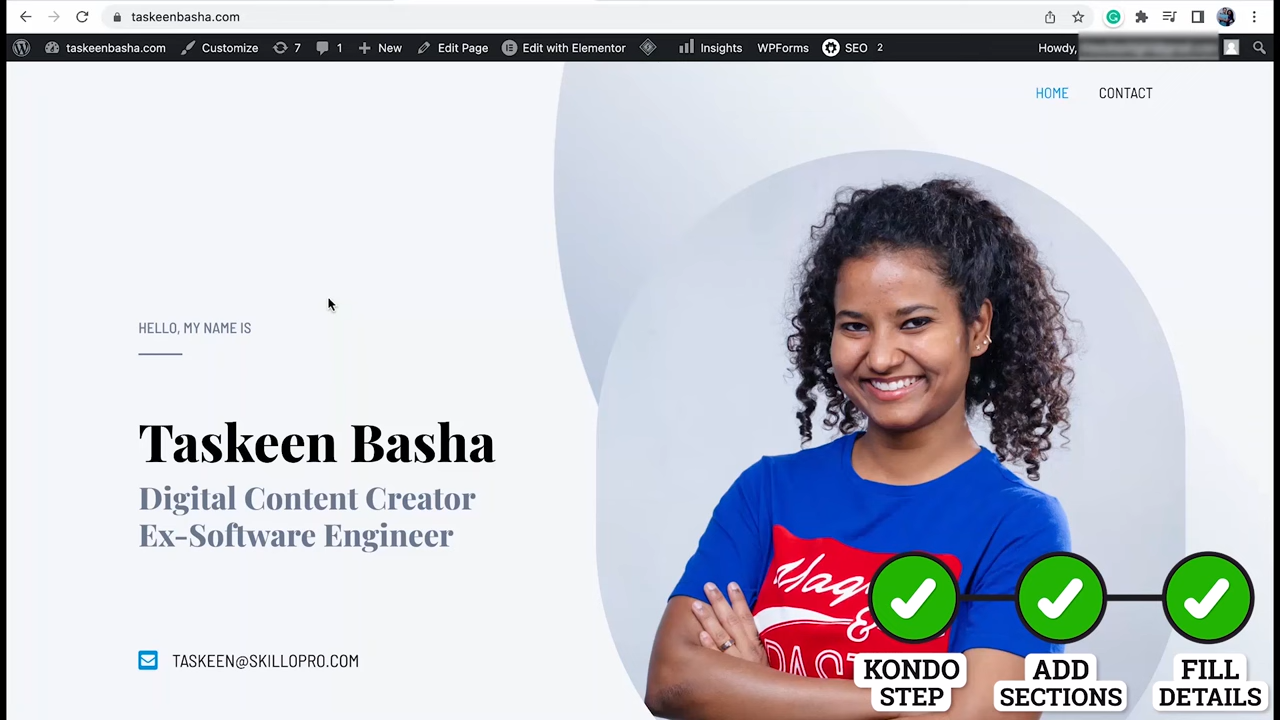 taskeenbasha.com
taskeenbasha.com Customize 7 1 New Edit Page Edit with Elementor Insights WPForms SEO 2 Howdy,
HOME CONTACT
HELLO, MY NAME IS
Taskeen Basha
Digital Content Creator
Ex-Software Engineer
&
TASKEEN@SKILLOPRO.COM
KONDO STEP
ADD SECTIONS
FILL DETAILS